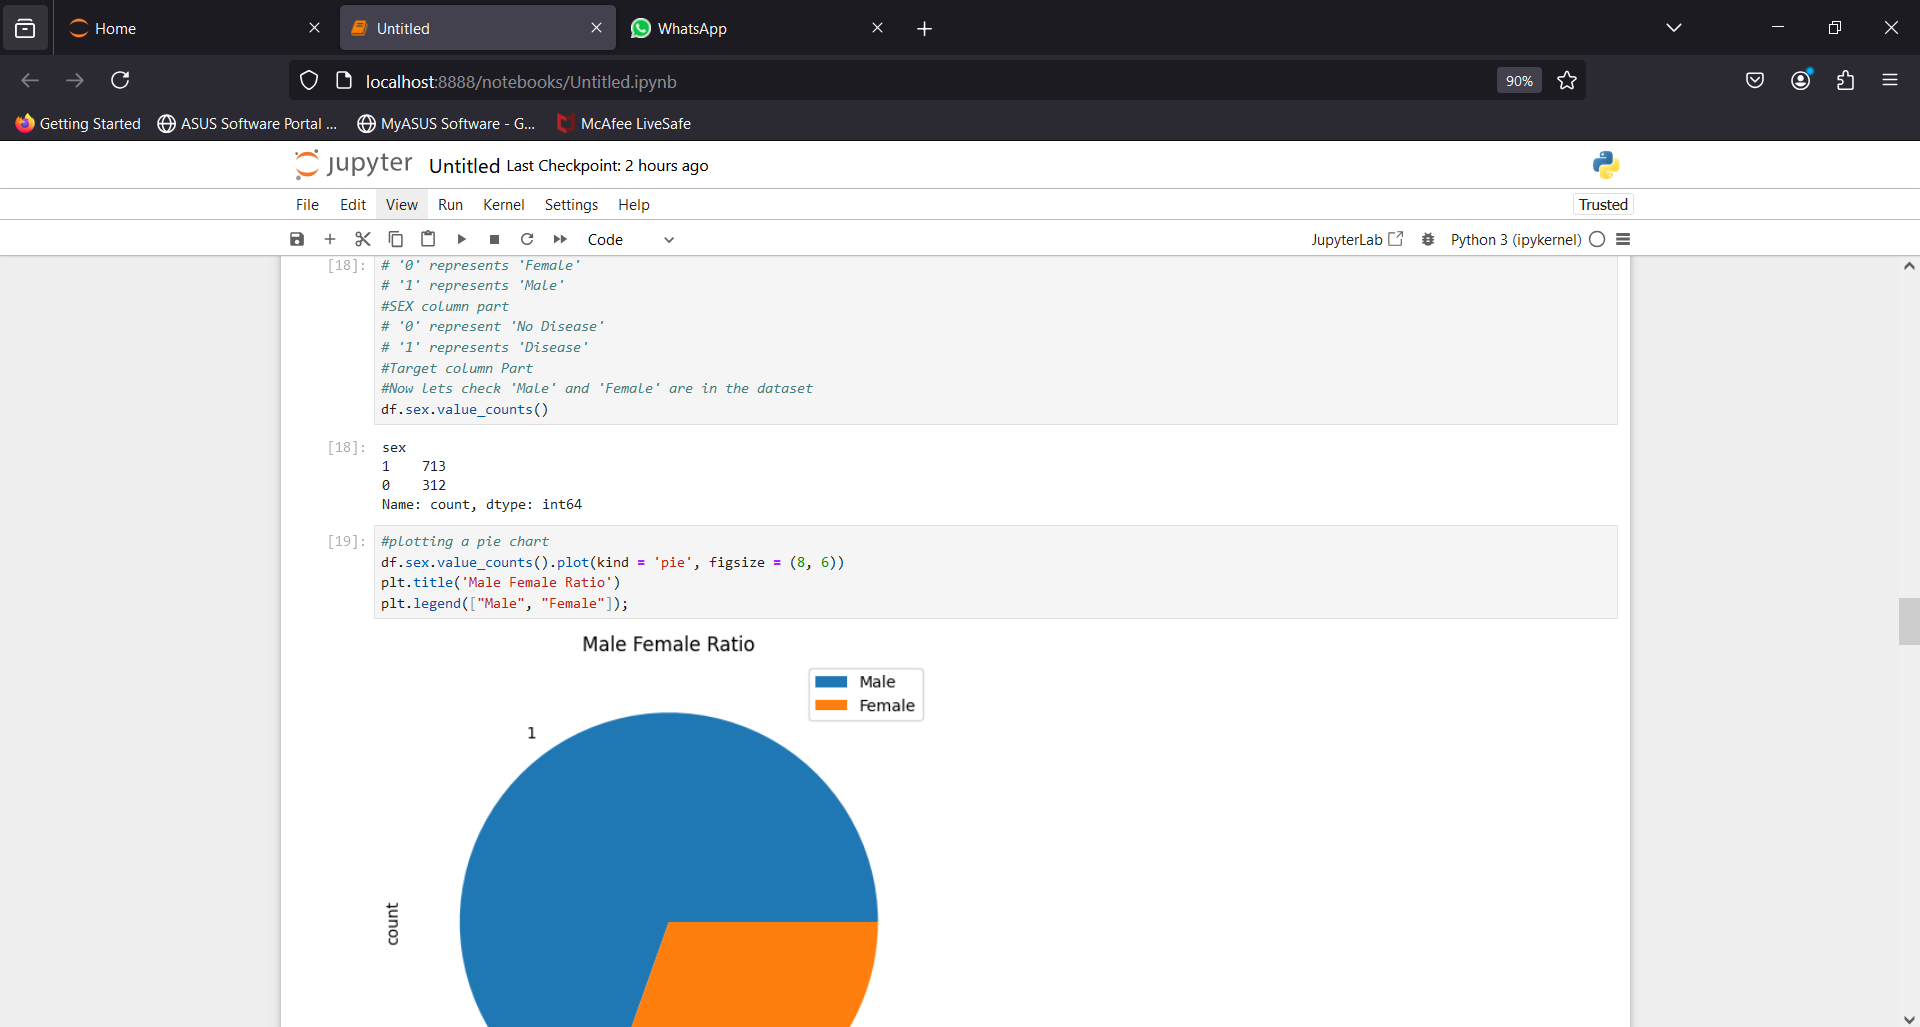 Home
Untitled
WhatsApp
localhost:8888/notebooks/Untitled.ipynb
90%
Getting Started
ASUS Software Portal ...
MyASUS Software - G...
McAfee LiveSafe
jupyter
Untitled Last Checkpoint: 2 hours ago
File Edit View Run Kernel Settings Help
Trusted
Code
JupyterLab
Python 3 (ipykernel)
[18]: # '0' represents 'Female'
# '1' represents 'Male'
#SEX column part
# '0' represent 'No Disease'
# '1' represents 'Disease'
#Target column Part
#Now lets check 'Male' and 'Female' are in the dataset
df.sex.value_counts()
[18]: sex
1    713
0    312
Name: count, dtype: int64
[19]: #plotting a pie chart
df.sex.value_counts().plot(kind = 'pie', figsize = (8, 6))
plt.title('Male Female Ratio')
plt.legend(["Male", "Female"]);
Male Female Ratio
Male
Female
1
count